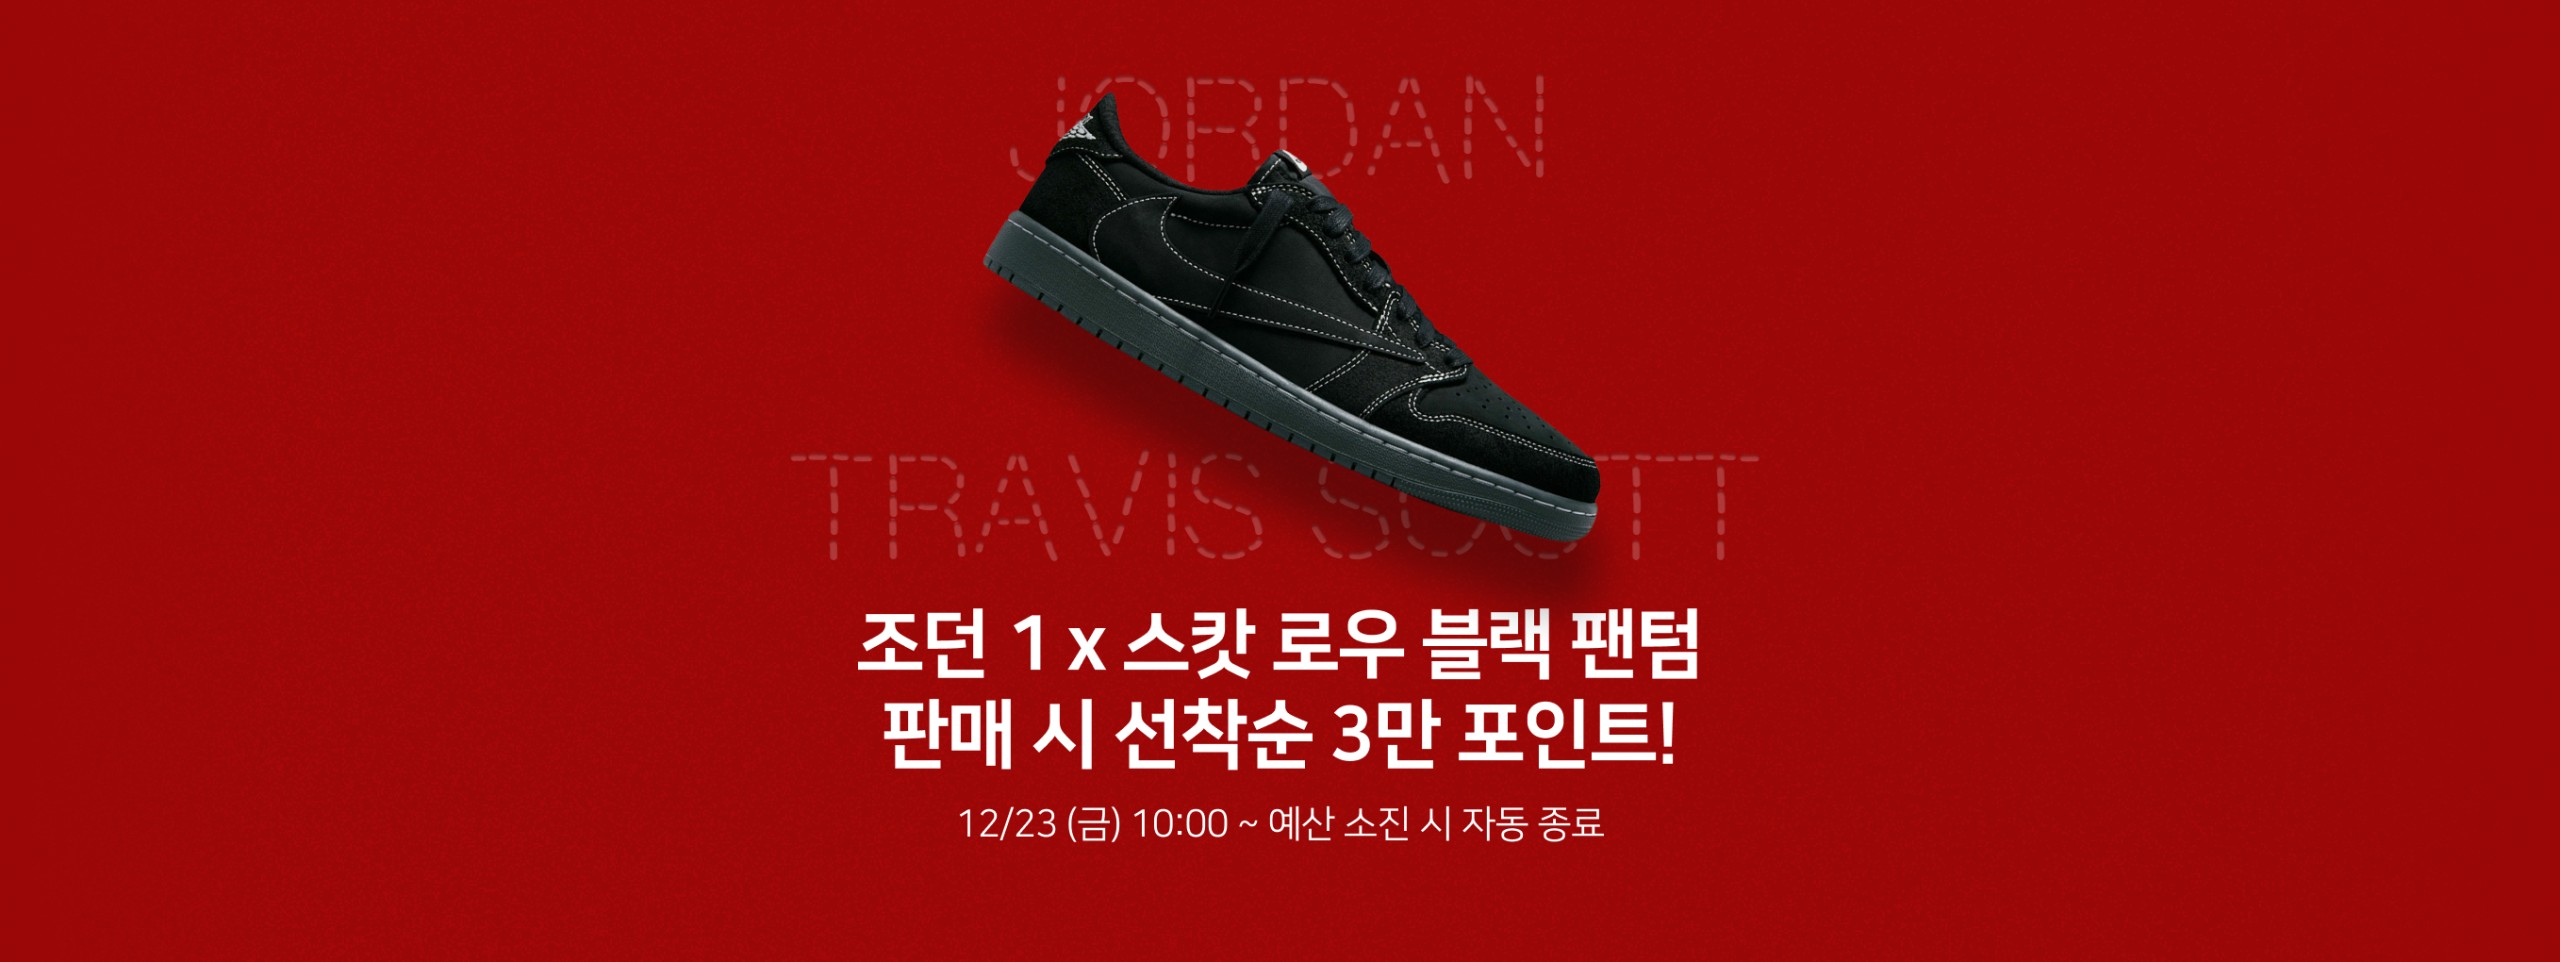 JORDAN
TRAVIS SCOTT
조던 1 x 스캇 로우 블랙 팬텀
판매 시 선착순 3만 포인트!
12/23 (금) 10:00 ~ 예산 소진 시 자동 종료